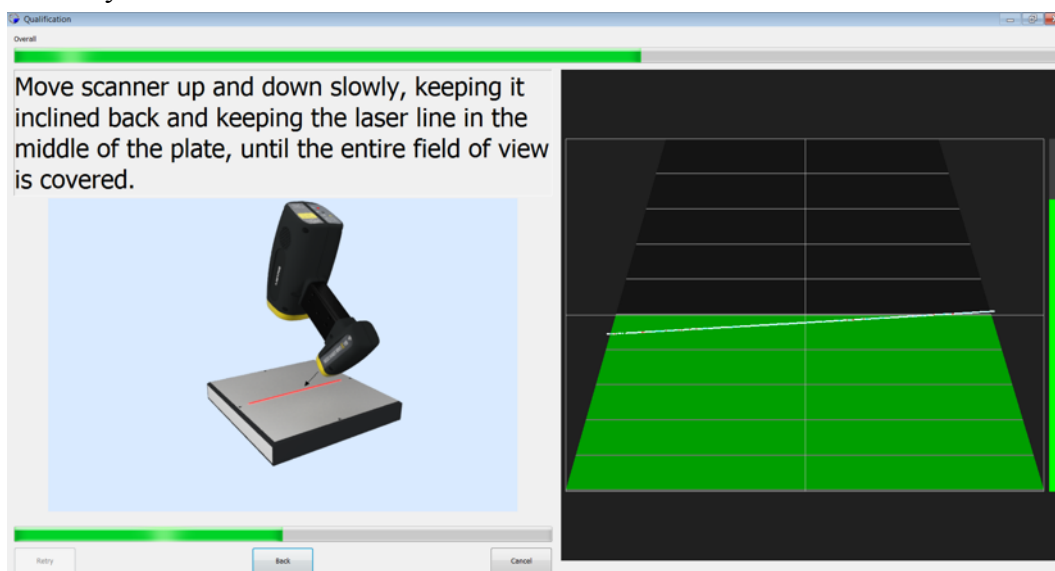 Qualification
Overall
Move scanner up and down slowly, keeping it
inclined back and keeping the laser line in the
middle of the plate, until the entire field of view
is covered.
Retry
Back
Cancel